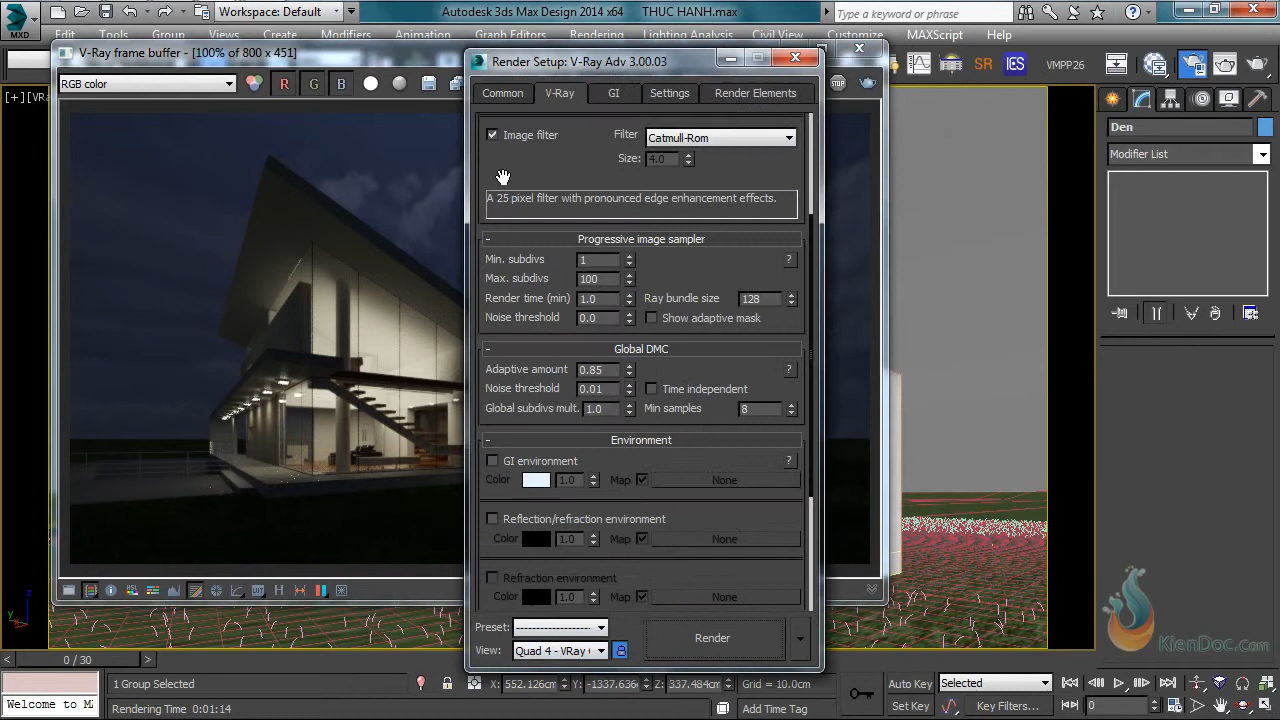 Workspace: Default
Autodesk 3ds Max Design 2014 x64 THUC HANH.max
Type a keyword or phrase
MXD
Edit Tools Group Views Create Modifiers Animation Graph Editors Rendering Lighting Analysis Civil View Customize MAXScript Help
V-Ray frame buffer - [100% of 800 x 451]
Render Setup: V-Ray Adv 3.00.03
STOP
SR
VMPP26
RGB color
R G B
Common V-Ray GI Settings Render Elements
[+]
Den
Modifier List
Image filter
Filter Catmull-Rom
Size: 4.0
A 25 pixel filter with pronounced edge enhancement effects.
- Progressive image sampler
Min. subdivs 1 ?
Max. subdivs 100
Render time (min) 1.0 Ray bundle size 128
Noise threshold 0.0 Show adaptive mask
- Global DMC
Adaptive amount 0.85 ?
Noise threshold 0.01 Time independent
Global subdivs mult. 1.0 Min samples 8
- Environment
GI environment ?
Color 1.0 Map None
Reflection/refraction environment
Color 1.0 Map None
Refraction environment
Color 1.0 Map None
Preset: --------------------
Render
View: Quad 4 - VRay
KienDoc.com
< 0 / 30 >
1 Group Selected
X: 552.126cm Y: -1337.636 Z: 337.484cm Grid = 10.0cm
Auto Key Selected
Welcome to M
Rendering Time 0:01:14
Add Time Tag
Set Key Key Filters... 0